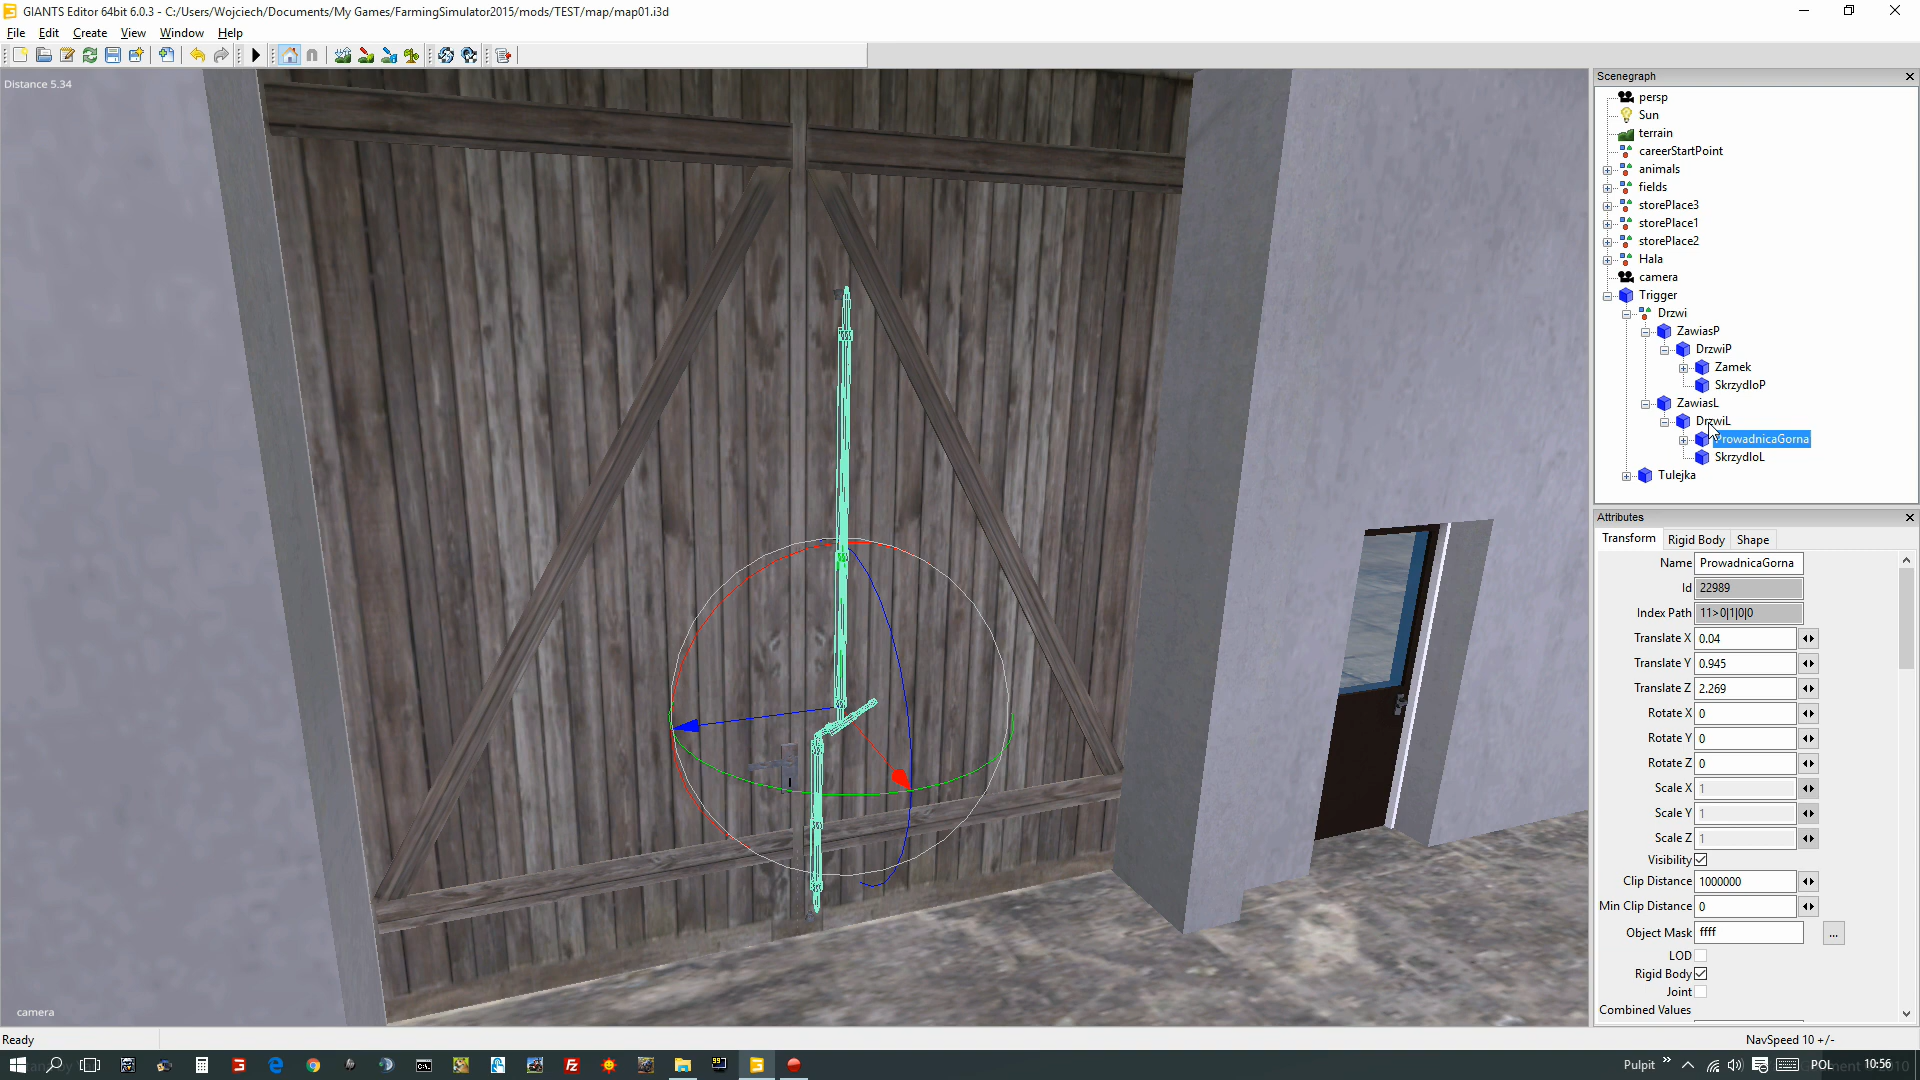 GIANTS Editor 64bit 6.0.3 - C:/Users/Wojciech/Documents/My Games/FarmingSimulator2015/mods/TEST/map/map01.i3d
File Edit Create View Window Help
Distance 5.34
Scenegraph
persp
Sun
terrain
careerStartPoint
animals
fields
storePlace3
storePlace1
storePlace2
Hala
camera
Trigger
Drzwi
ZawiasP
DrzwiP
Zamek
SkrzydloP
ZawiasL
DrzwiL
ProwadnicaGorna
SkrzydloL
Tulejka
Attributes
Transform Rigid Body Shape
Name ProwadnicaGorna
Id 22989
Index Path 11>0|1|0|0
Translate X 0.04
Translate Y 0.945
Translate Z 2.269
Rotate X 0
Rotate Y 0
Rotate Z 0
Scale X 1
Scale Y 1
Scale Z 1
Visibility
Clip Distance 1000000
Min Clip Distance 0
Object Mask ffff ...
LOD
Rigid Body
Joint
Combined Values
camera
Ready
NavSpeed 10 +/-
Pulpit » POL 10:56